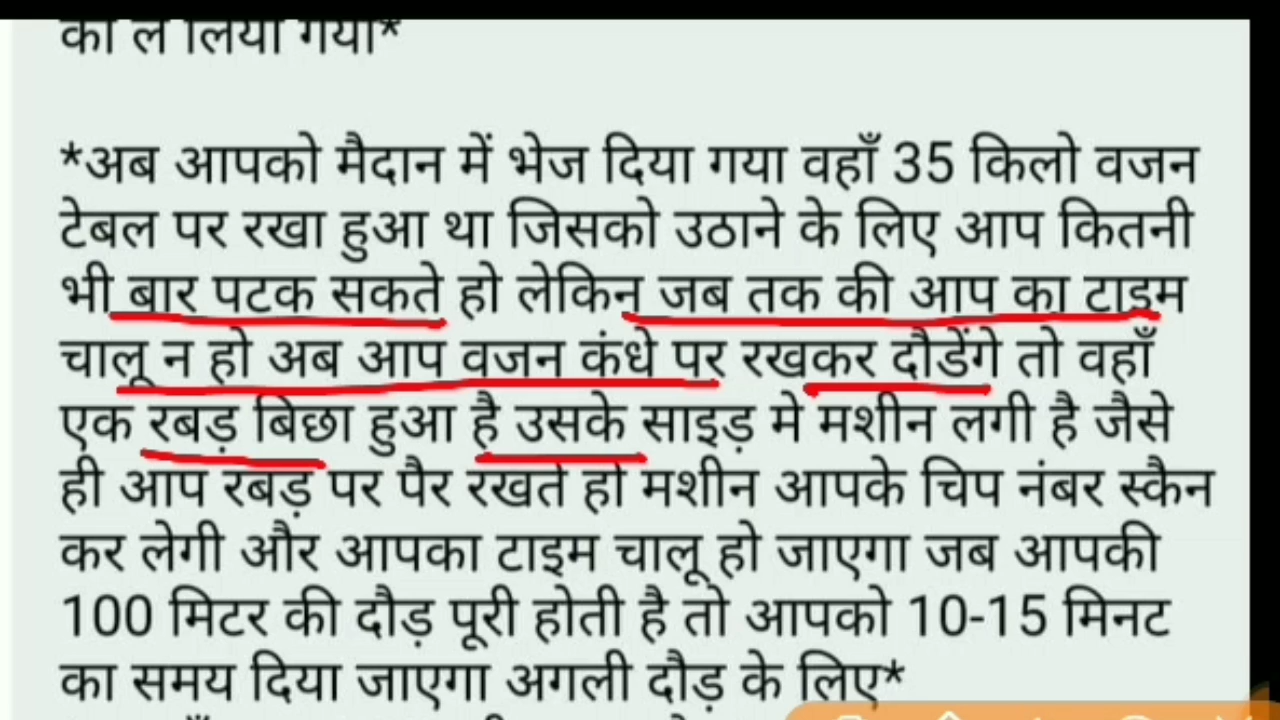 को ले लिया गया*
*अब आपको मैदान में भेज दिया गया वहाँ 35 किलो वजन
टेबल पर रखा हुआ था जिसको उठाने के लिए आप कितनी
भी बार पटक सकते हो लेकिन जब तक की आप का टाइम
चालू न हो अब आप वजन कंधे पर रखकर दौडेंगे तो वहाँ
एक रबड़ बिछा हुआ है उसके साइड़ मे मशीन लगी है जैसे
ही आप रबड़ पर पैर रखते हो मशीन आपके चिप नंबर स्कैन
कर लेगी और आपका टाइम चालू हो जाएगा जब आपकी
100 मिटर की दौड़ पूरी होती है तो आपको 10-15 मिनट
का समय दिया जाएगा अगली दौड़ के लिए*